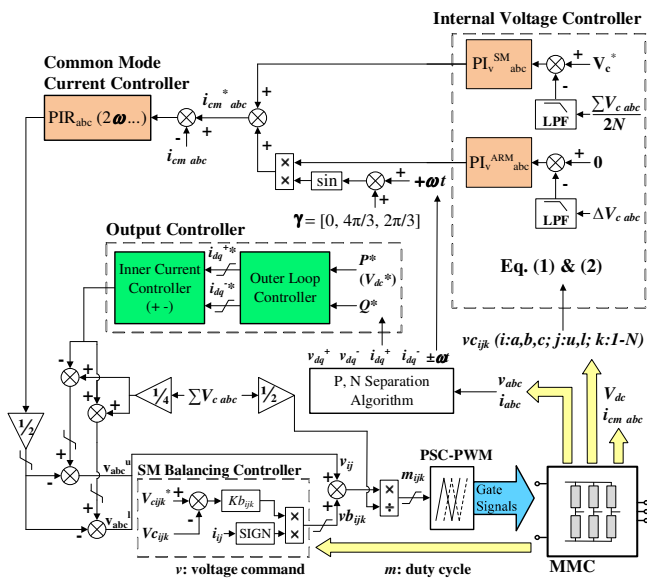 Internal Voltage Controller
PI_v^SM_abc
V_c^*
+
-
LPF
∑V_c abc / 2N
PI_v^ARM_abc
+
0
-
LPF
ΔV_c abc
Eq. (1) & (2)
Common Mode
Current Controller
PIR_abc (2ω...)
-
+
i_cm abc
i_cm^*_abc
+
+
×
×
sin
+
+
+ωt
γ = [0, 4π/3, 2π/3]
Output Controller
Inner Current
Controller
(+ -)
i_dq^+*
i_dq^-*
Outer Loop
Controller
P*
(V_dc*)
Q*
v_dq^+ v_dq^- i_dq^+ i_dq^- ±ωt
P, N Separation
Algorithm
vc_ijk (i:a,b,c; j:u,l; k:1-N)
v_abc
i_abc
V_dc
i_cm abc
-
+
+
+
1/4
∑V_c abc
1/2
1/2
+
-
v_abc^u
+
-
v_abc^l
SM Balancing Controller
V_cijk^*
+
-
Kb_ijk
Vc_ijk
i_ij
SIGN
×
×
v_ij
+
+
vb_ijk
×
÷
m_ijk
PSC-PWM
Gate
Signals
MMC
v: voltage command
m: duty cycle